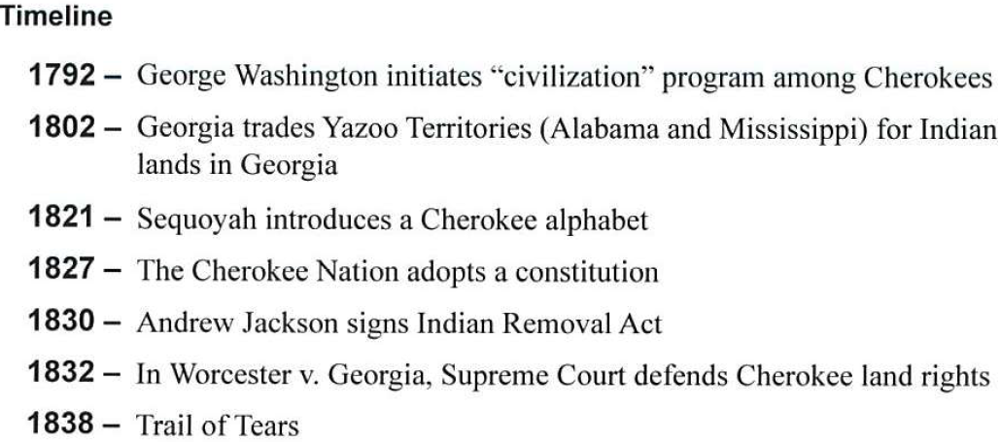 Timeline
1792 – George Washington initiates “civilization” program among Cherokees
1802 – Georgia trades Yazoo Territories (Alabama and Mississippi) for Indian
lands in Georgia
1821 – Sequoyah introduces a Cherokee alphabet
1827 – The Cherokee Nation adopts a constitution
1830 – Andrew Jackson signs Indian Removal Act
1832 – In Worcester v. Georgia, Supreme Court defends Cherokee land rights
1838 – Trail of Tears